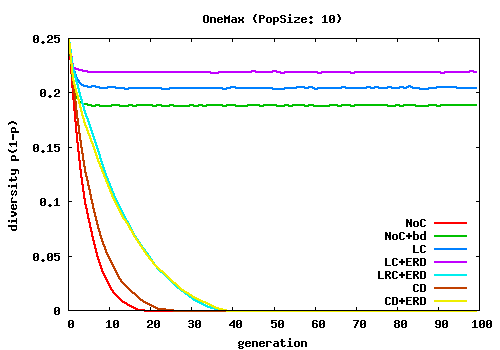 OneMax (PopSize: 10)
diversity p(1-p)
0.25
0.2
0.15
0.1
0.05
0
0 10 20 30 40 50 60 70 80 90 100
generation
NoC
NoC+bd
LC
LC+ERD
LRC+ERD
CD
CD+ERD